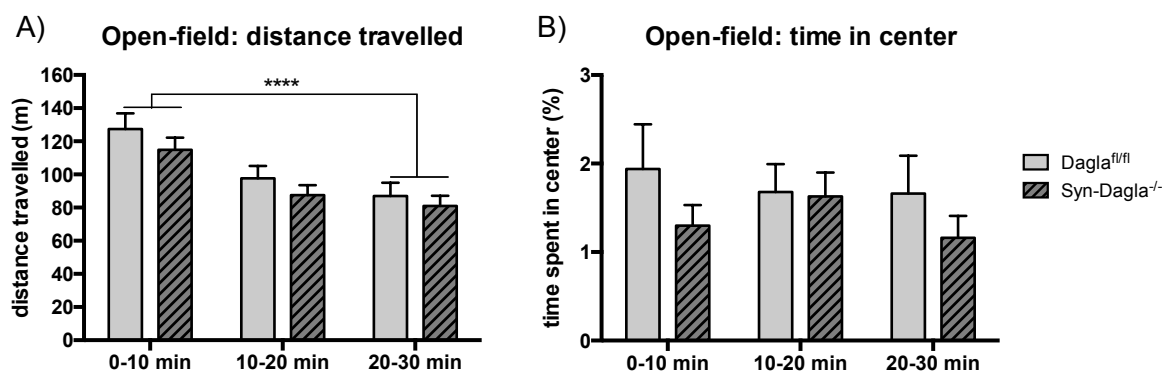 A)
Open-field: distance travelled
distance travelled (m)
160
140
120
100
80
60
40
20
0
****
0-10 min
10-20 min
20-30 min
B)
Open-field: time in center
time spent in center (%)
3
2
1
0
0-10 min
10-20 min
20-30 min
Dagla^fl/fl
Syn-Dagla^-/-